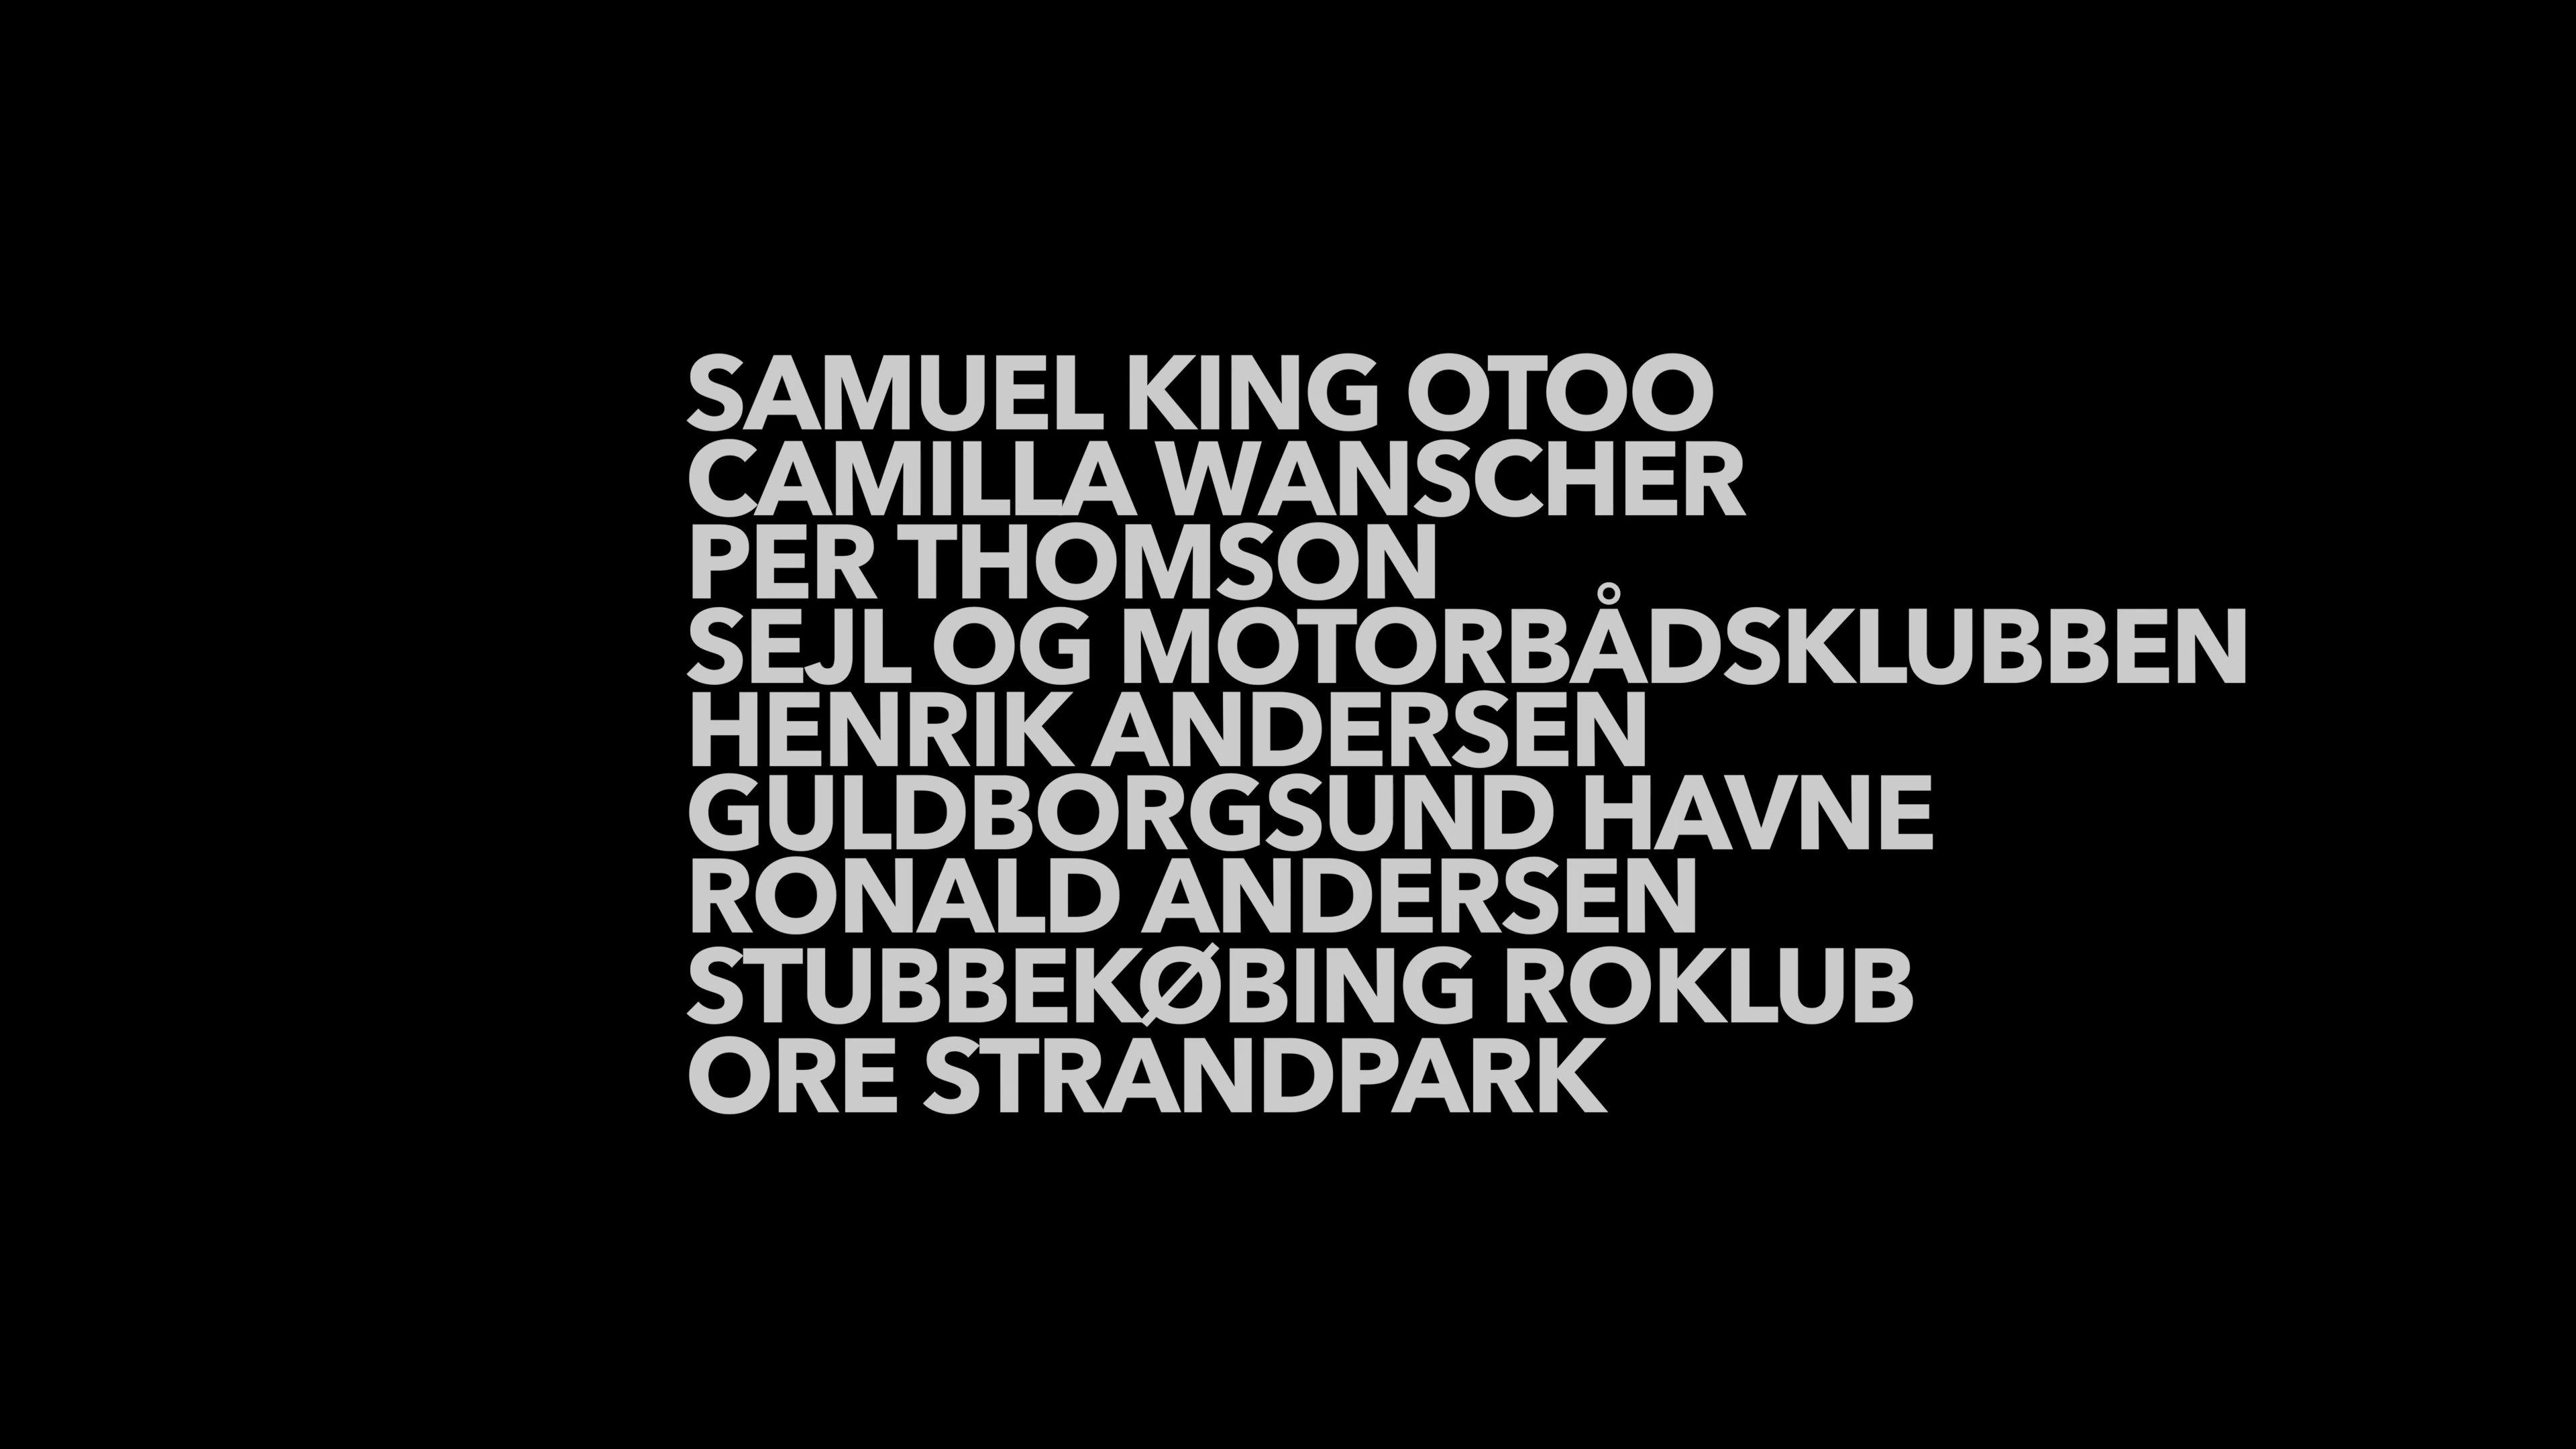 SAMUEL KING OTOO
CAMILLA WANSCHER
PER THOMSON
SEJL OG MOTORBÅDSKLUBBEN
HENRIK ANDERSEN
GULDBORGSUND HAVNE
RONALD ANDERSEN
STUBBEKØBING ROKLUB
ORE STRANDPARK